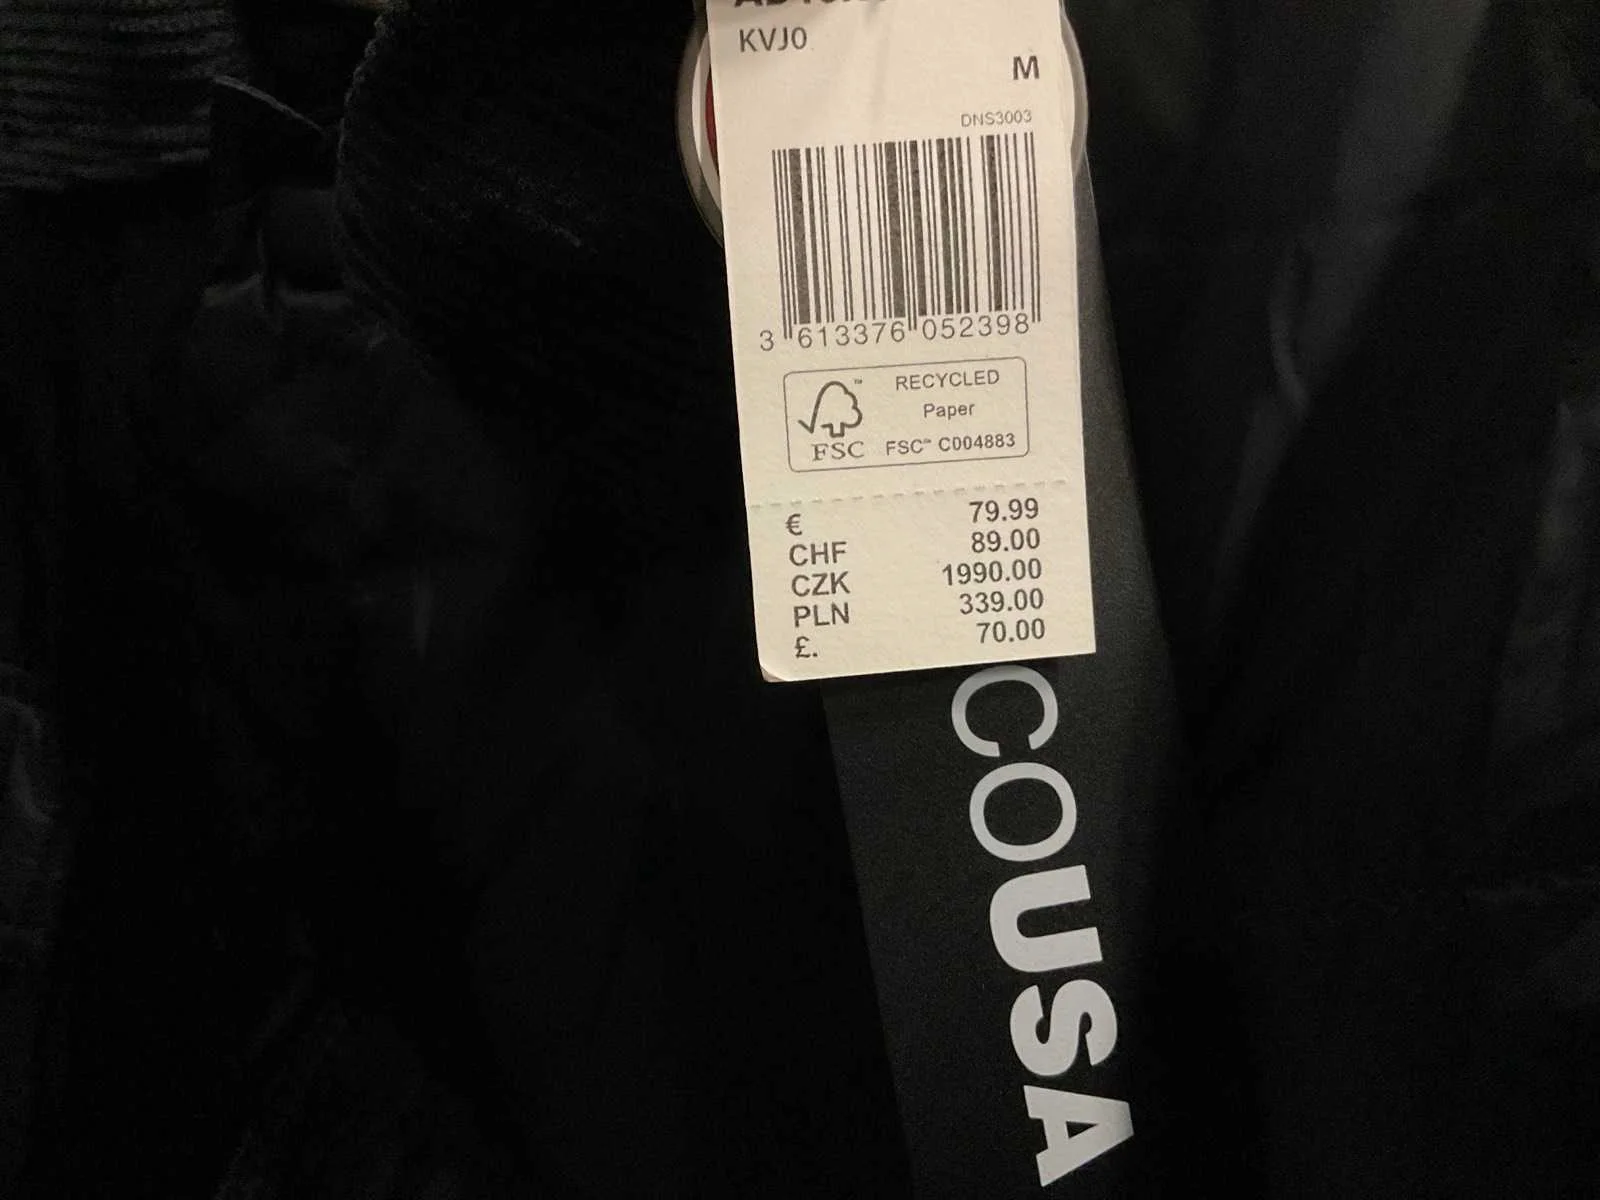 KVJ0
M
DNS3003
3 613376 052398
RECYCLED
Paper
FSC™ C004883
FSC
€ 79.99
CHF 89.00
CZK 1990.00
PLN 339.00
£. 70.00
COUSA